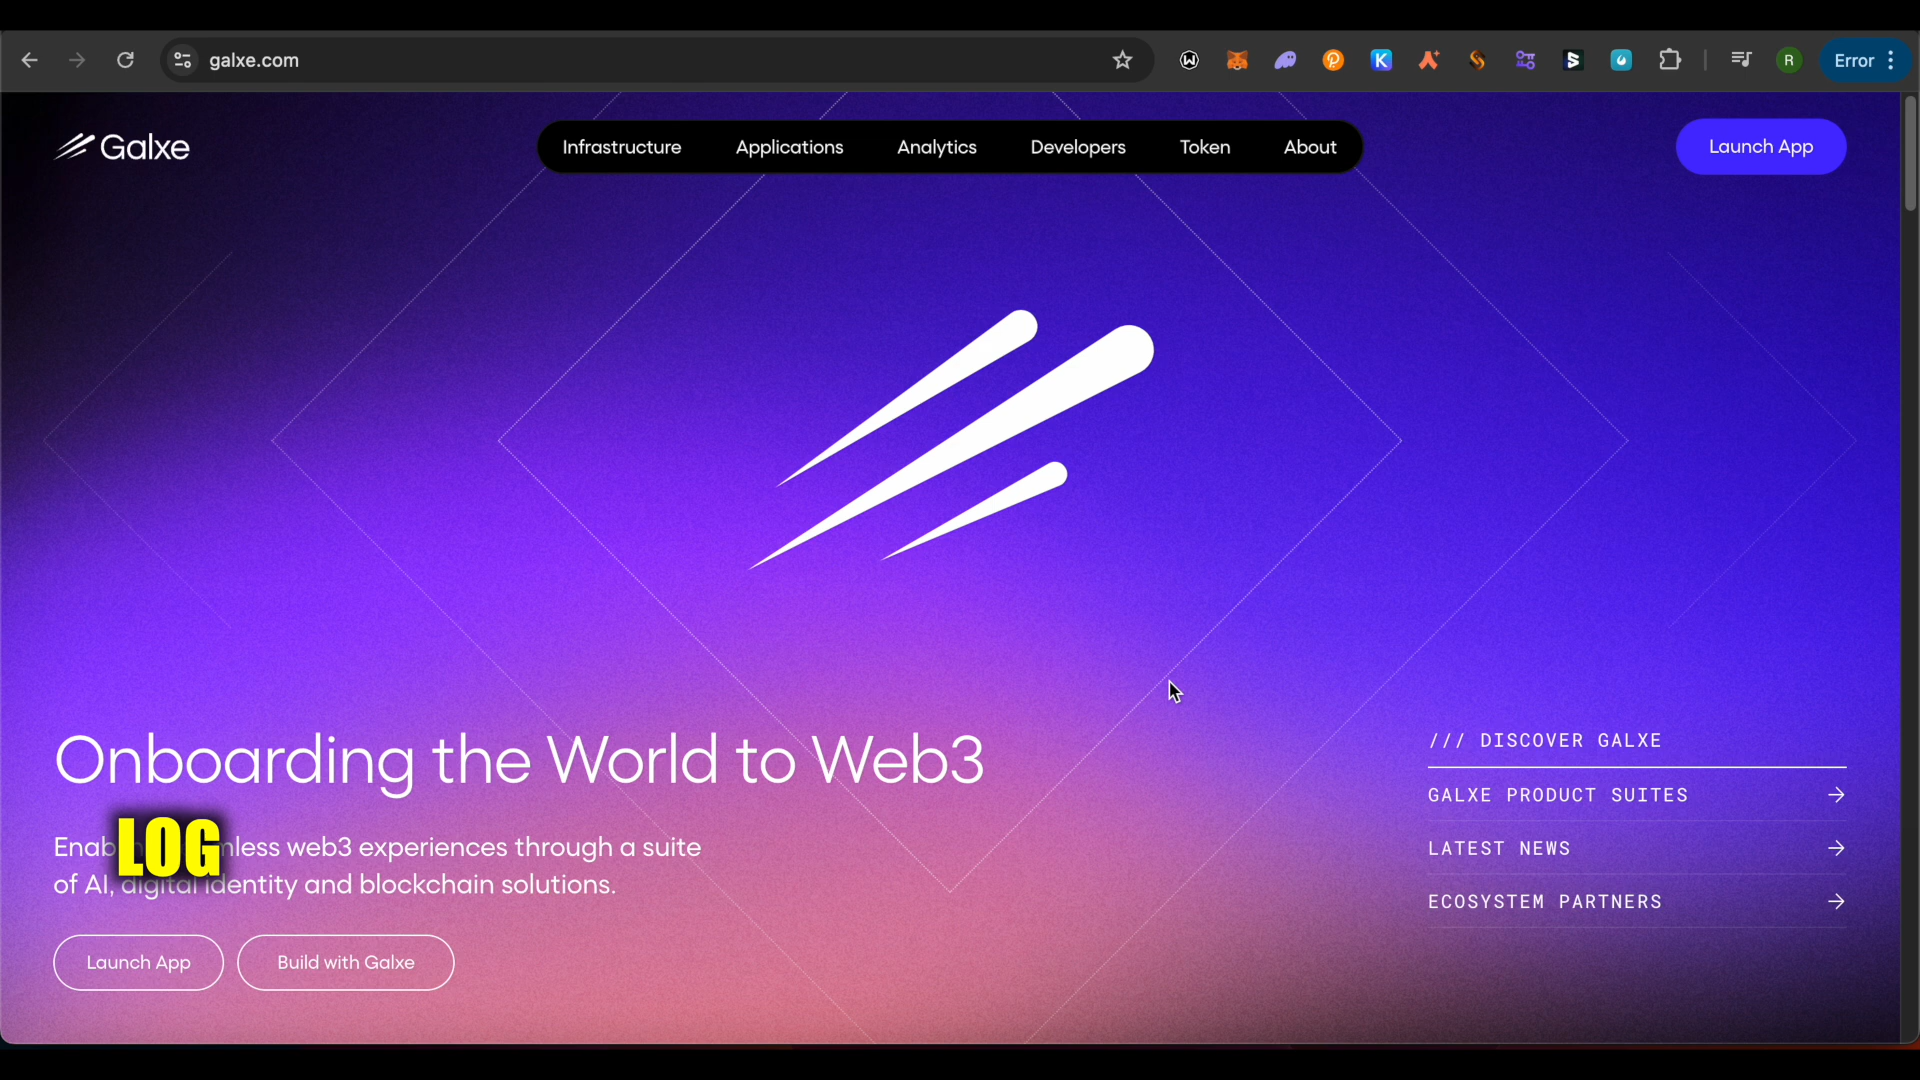 galxe.com
R
Error
Galxe
Infrastructure
Applications
Analytics
Developers
Token
About
Launch App
Onboarding the World to Web3
Enab LOG nless web3 experiences through a suite
of AI, digital identity and blockchain solutions.
Launch App
Build with Galxe
/// DISCOVER GALXE
GALXE PRODUCT SUITES
LATEST NEWS
ECOSYSTEM PARTNERS